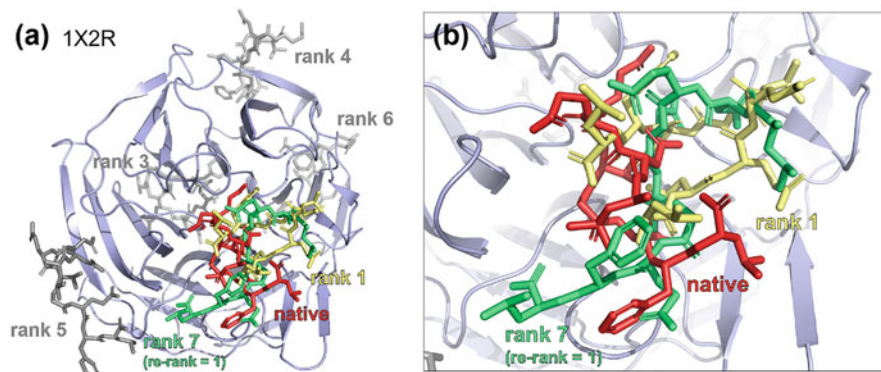 (a) 1X2R
rank 4
rank 6
rank 3
rank 1
rank 5
native
rank 7
(re-rank = 1)
(b)
rank 1
native
rank 7
(re-rank = 1)